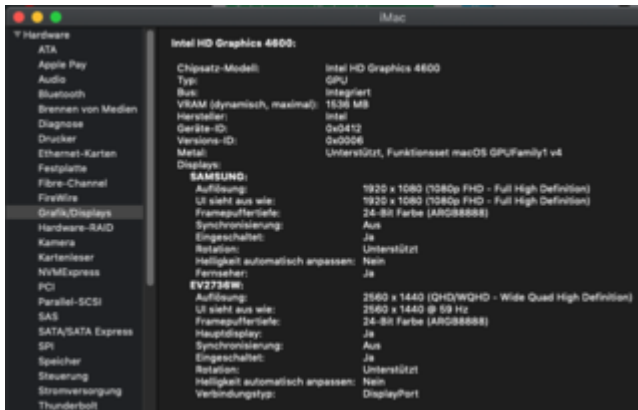 iMac
Hardware
ATA
Apple Pay
Audio
Bluetooth
Brennen von Medien
Diagnose
Drucker
Ethernet-Karten
Festplatte
Fibre-Channel
FireWire
Grafik/Displays
Hardware-RAID
Kamera
Kartenleser
NVMExpress
PCI
Parallel-SCSI
SAS
SATA/SATA Express
SPI
Speicher
Steuerung
Stromversorgung
Thunderbolt
Intel HD Graphics 4600:
Chipsatz-Modell: Intel HD Graphics 4600
Typ: GPU
Bus: Integriert
VRAM (dynamisch, maximal): 1536 MB
Hersteller: Intel
Geräte-ID: 0x0412
Versions-ID: 0x0006
Metal: Unterstützt, Funktionsset macOS GPUFamily1 v4
Displays:
SAMSUNG:
Auflösung: 1920 x 1080 (1080p FHD - Full High Definition)
UI sieht aus wie: 1920 x 1080 (1080p FHD - Full High Definition)
Framepuffertiefe: 24-Bit Farbe (ARGB8888)
Synchronisierung: Aus
Eingeschaltet: Ja
Rotation: Unterstützt
Helligkeit automatisch anpassen: Nein
Fernseher: Ja
EV2736W:
Auflösung: 2560 x 1440 (QHD/WQHD - Wide Quad High Definition)
UI sieht aus wie: 2560 x 1440 @ 59 Hz
Framepuffertiefe: 24-Bit Farbe (ARGB8888)
Hauptdisplay: Ja
Synchronisierung: Aus
Eingeschaltet: Ja
Rotation: Unterstützt
Helligkeit automatisch anpassen: Nein
Verbindungstyp: DisplayPort